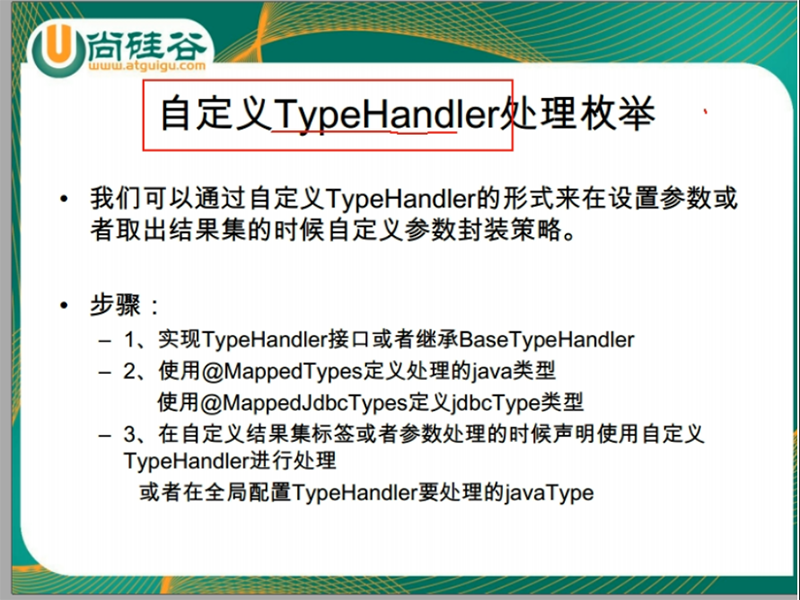 尚硅谷
www.atguigu.com
自定义TypeHandler处理枚举
• 我们可以通过自定义TypeHandler的形式来在设置参数或
者取出结果集的时候自定义参数封装策略。
• 步骤：
– 1、实现TypeHandler接口或者继承BaseTypeHandler
– 2、使用@MappedTypes定义处理的java类型
使用@MappedJdbcTypes定义jdbcType类型
– 3、在自定义结果集标签或者参数处理的时候声明使用自定义
TypeHandler进行处理
或者在全局配置TypeHandler要处理的javaType